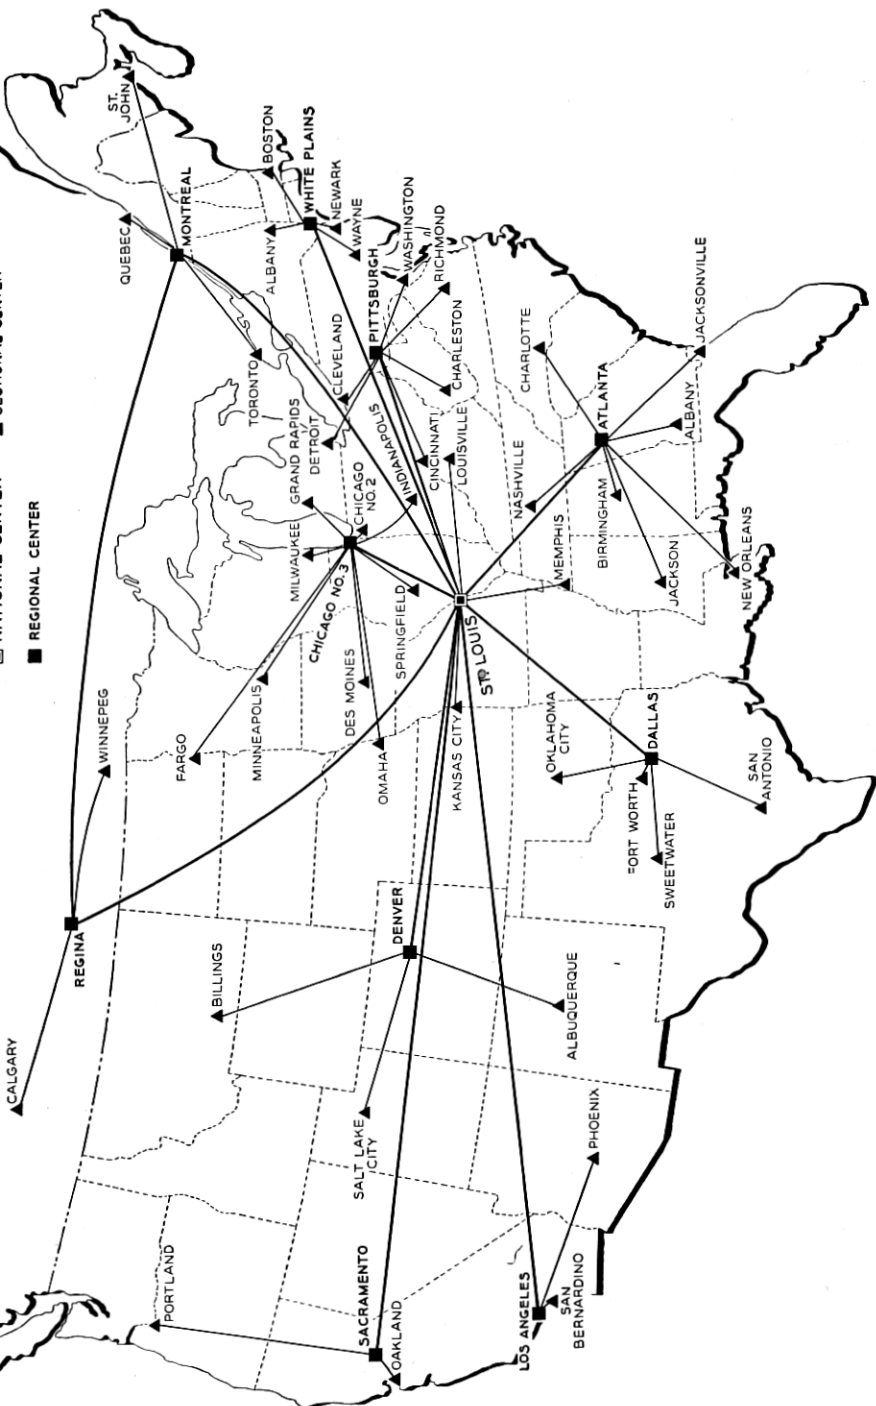 REGIONAL CENTER
ST.
JOHN
QUEBEC
MONTREAL
BOSTON
WHITE PLAINS
ALBANY
NEWARK
WAYNE
TORONTO
CLEVELAND
PITTSBURGH
WASHINGTON
RICHMOND
DETROIT
GRAND RAPIDS
CHARLESTON
INDIANAPOLIS
CINCINNATI
LOUISVILLE
CHARLOTTE
JACKSONVILLE
ATLANTA
ALBANY
NASHVILLE
BIRMINGHAM
MILWAUKEE
CHICAGO
NO.2
CHICAGO NO.3
SPRINGFIELD
MEMPHIS
JACKSON
NEW ORLEANS
ST. LOUIS
WINNEPEG
FARGO
MINNEAPOLIS
DES MOINES
OMAHA
KANSAS CITY
OKLAHOMA
CITY
DALLAS
FORT WORTH
SWEETWATER
SAN
ANTONIO
REGINA
CALGARY
BILLINGS
DENVER
ALBUQUERQUE
SALT LAKE
CITY
PHOENIX
PORTLAND
SACRAMENTO
OAKLAND
LOS ANGELES
SAN
BERNARDINO